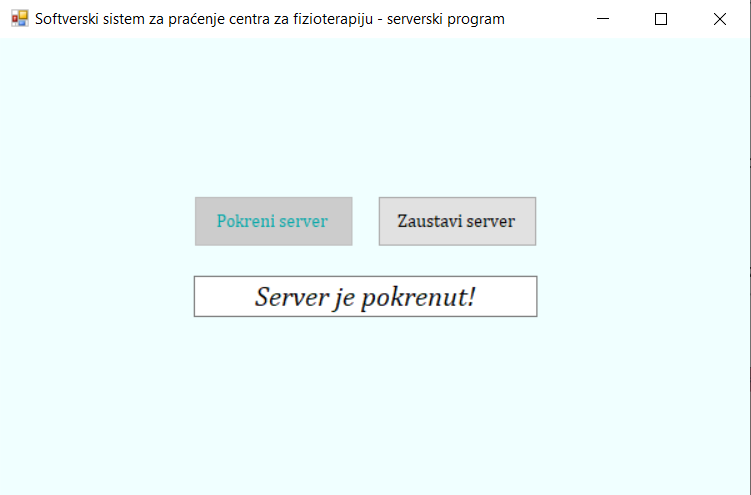 Softverski sistem za praćenje centra za fizioterapiju - serverski program
Pokreni server Zaustavi server
Server je pokrenut!